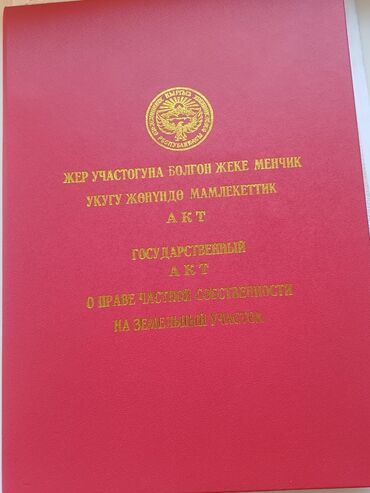 ЖЕР УЧАСТОГУНА БОЛГОН ЖЕКЕ МЕНЧИК
УКУГУ ЖӨНҮНДӨ МАМЛЕКЕТТИК
АКТ
ГОСУДАРСТВЕННЫЙ
АКТ
О ПРАВЕ ЧАСТНОЙ СОБСТВЕННОСТИ
НА ЗЕМЕЛЬНЫЙ УЧАСТОК